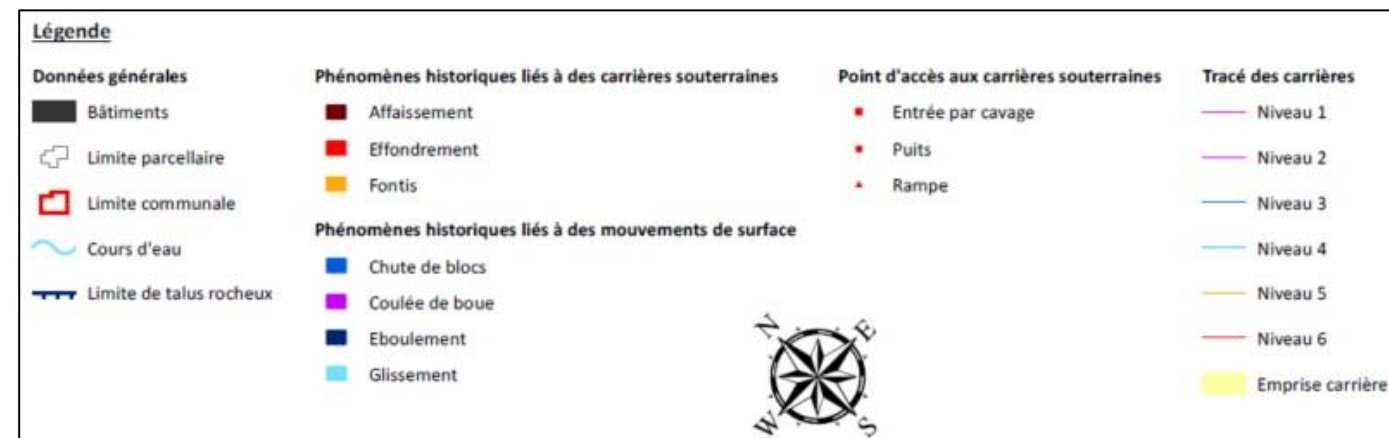 Légende
Données générales
Bâtiments
Limite parcellaire
Limite communale
Cours d'eau
Limite de talus rocheux
Phénomènes historiques liés à des carrières souterraines
Affaissement
Effondrement
Fontis
Phénomènes historiques liés à des mouvements de surface
Chute de blocs
Coulée de boue
Eboulement
Glissement
Point d'accès aux carrières souterraines
Entrée par cavage
Puits
Rampe
N
E
W
S
Tracé des carrières
Niveau 1
Niveau 2
Niveau 3
Niveau 4
Niveau 5
Niveau 6
Emprise carrière